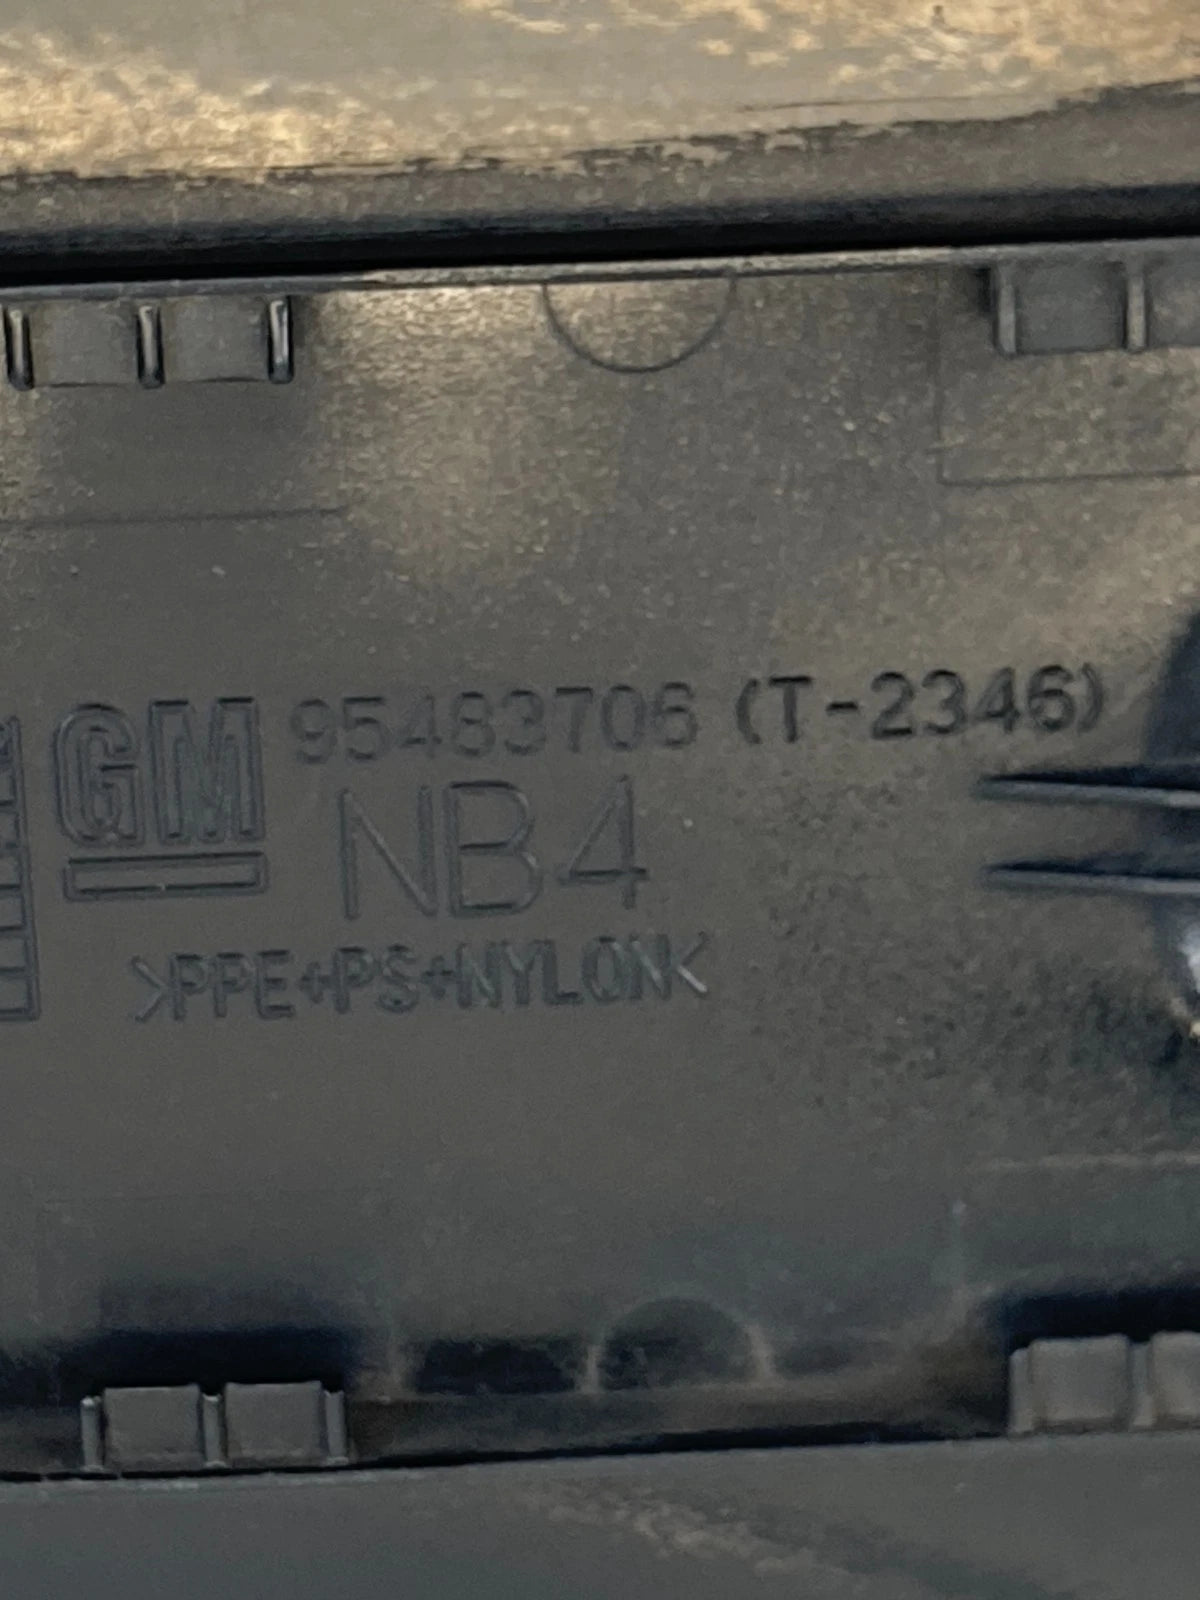 GM 95483706 (T-2346)
NB4
>PPE+PS+NYLON<